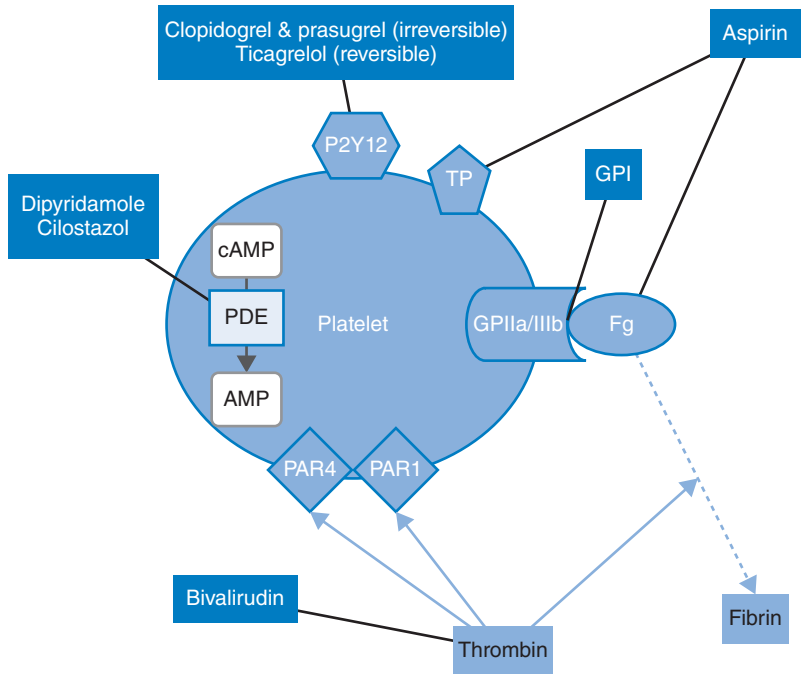 Clopidogrel & prasugrel (irreversible)
Ticagrelol (reversible)
Aspirin
P2Y12
TP
GPI
Dipyridamole
Cilostazol
cAMP
PDE
Platelet
GPIIa/IIIb
Fg
AMP
PAR4
PAR1
Bivalirudin
Thrombin
Fibrin